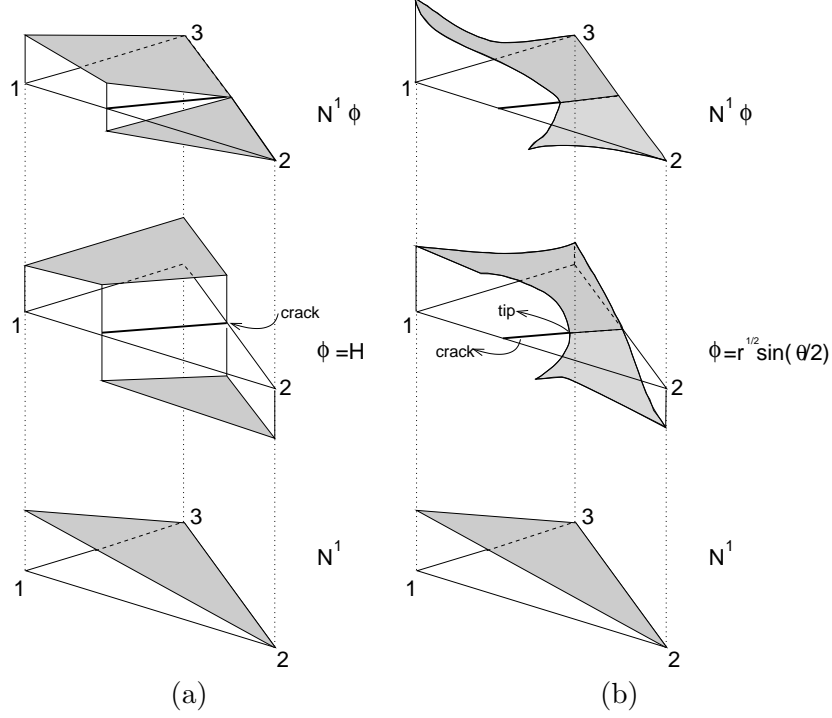 3
1
N¹ ϕ
2
3
1
N¹ ϕ
2
crack
1
ϕ =H
2
tip
1
crack
2
ϕ=r^{1/2}sin( θ/2)
3
1
N¹
2
3
1
N¹
2
(a)
(b)